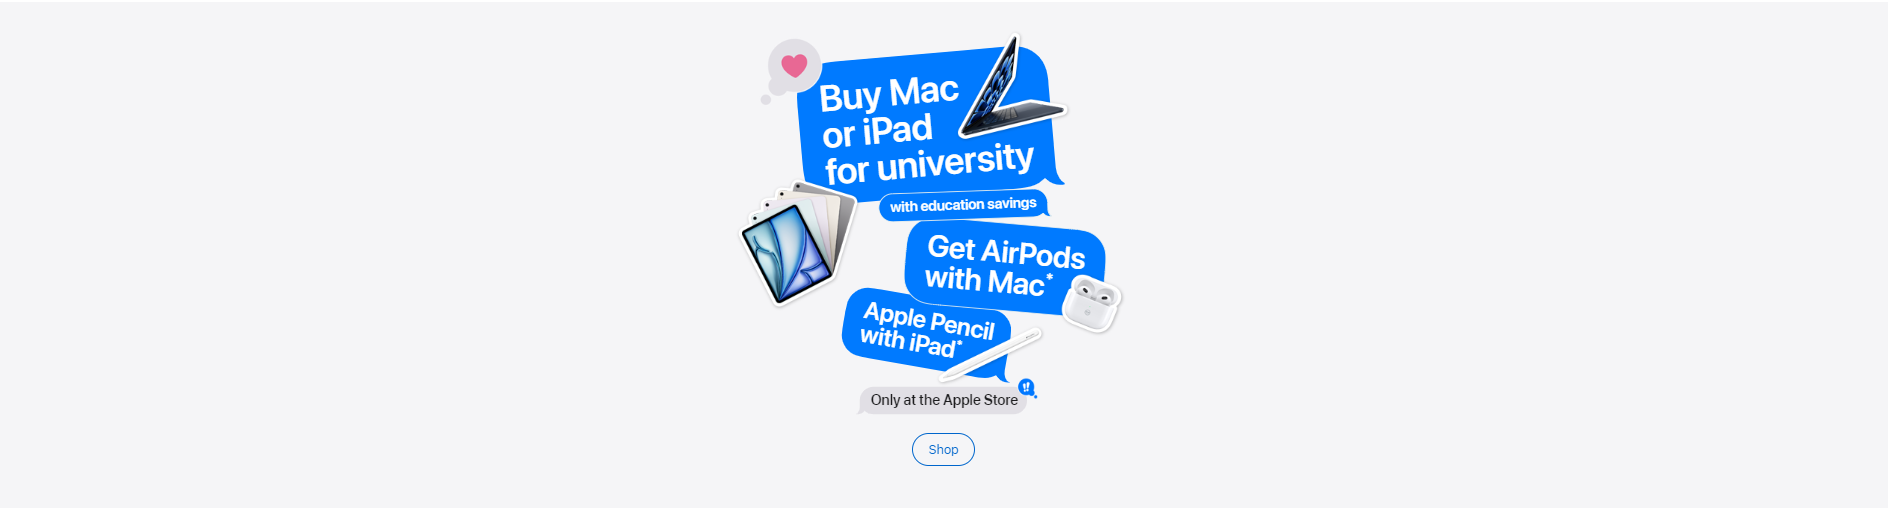 Buy Mac
or iPad
for university
with education savings
Get AirPods
with Mac*
Apple Pencil
with iPad*
!!
Only at the Apple Store
Shop